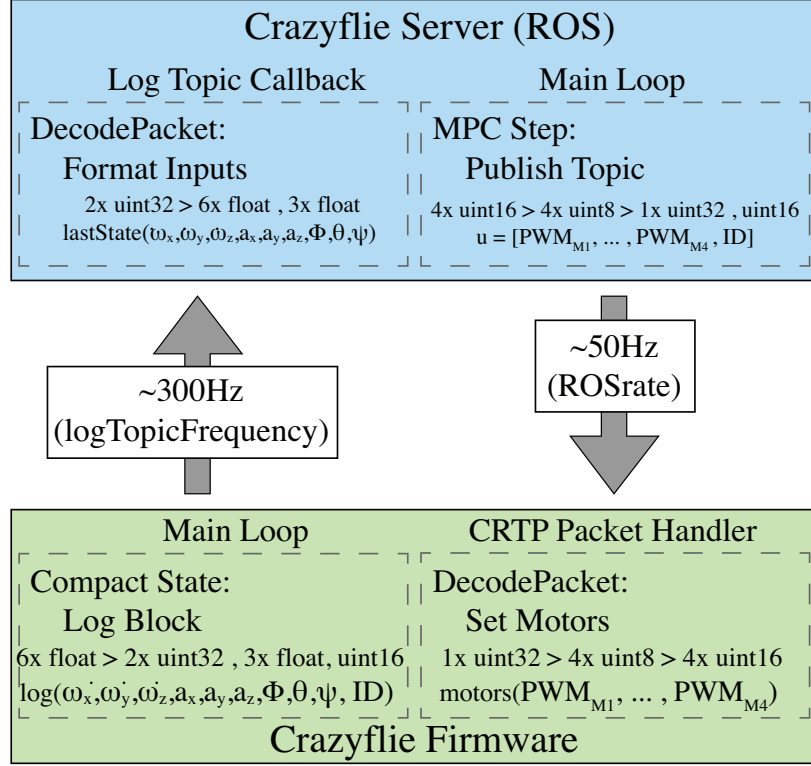 Crazyflie Server (ROS)
Log Topic Callback
DecodePacket:
Format Inputs
2x uint32 > 6x float , 3x float
lastState(ω̇x,ω̇y,ω̇z,ax,ay,az,Φ,θ,ψ)
Main Loop
MPC Step:
Publish Topic
4x uint16 > 4x uint8 > 1x uint32 , uint16
u = [PWMM1, ... , PWMM4, ID]
~300Hz
(logTopicFrequency)
~50Hz
(ROSrate)
Main Loop
Compact State:
Log Block
6x float > 2x uint32 , 3x float, uint16
log(ω̇x,ω̇y,ω̇z,ax,ay,az,Φ,θ,ψ, ID)
CRTP Packet Handler
DecodePacket:
Set Motors
1x uint32 > 4x uint8 > 4x uint16
motors(PWMM1, ... , PWMM4)
Crazyflie Firmware